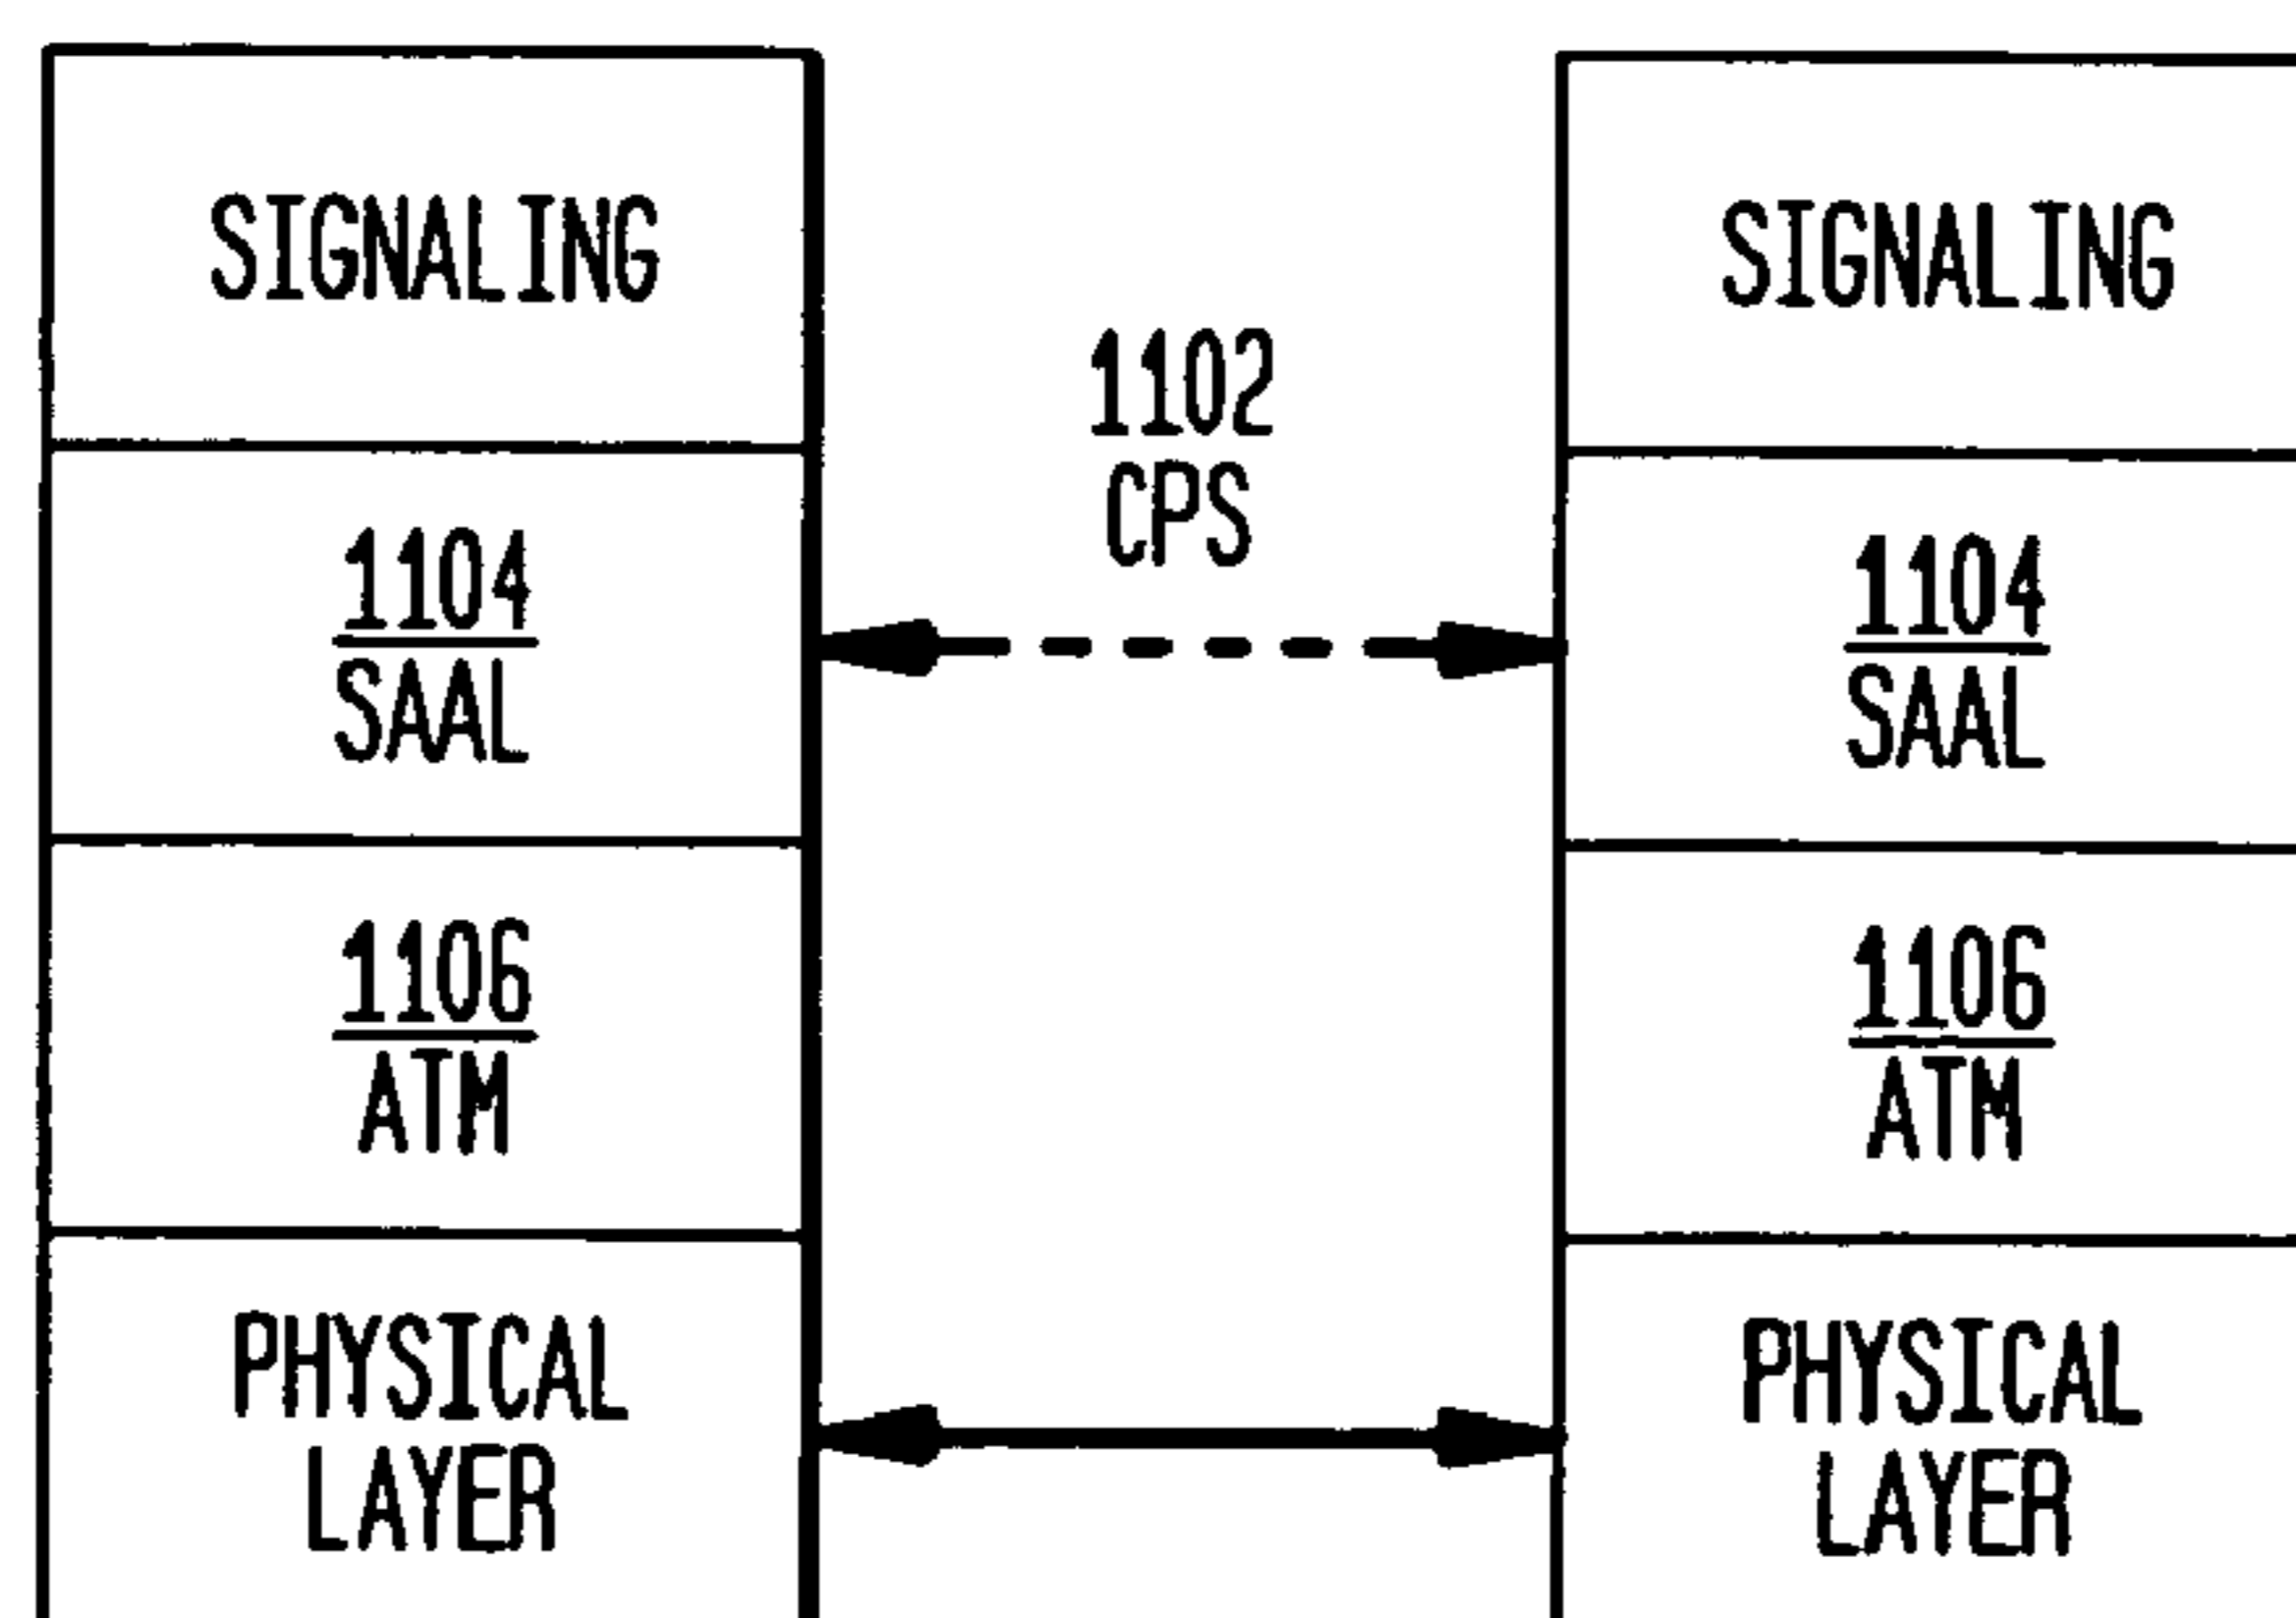 SIGNALING
1104
SAAL
1106
ATM
PHYSICAL
LAYER
1102
CPS
SIGNALING
1104
SAAL
1106
ATM
PHYSICAL
LAYER